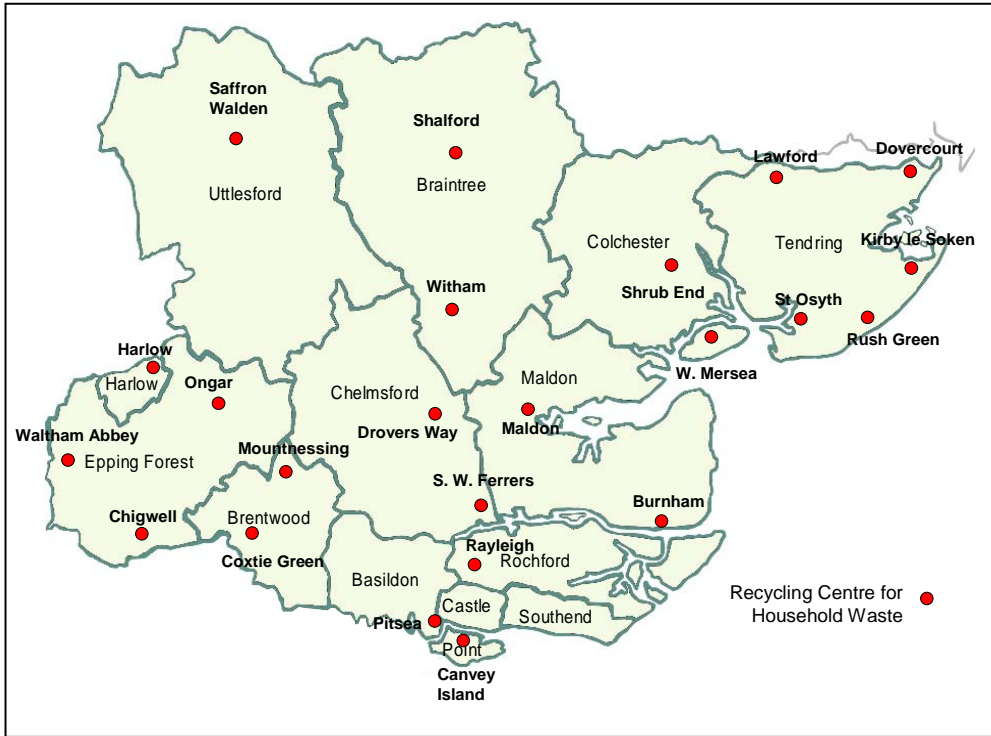 Saffron
Walden
Shalford
Dovercourt
Lawford
Uttlesford
Braintree
Colchester
Tendring
Kirby le Soken
Witham
Shrub End
St Osyth
Rush Green
Harlow
Harlow
Ongar
W. Mersea
Maldon
Chelmsford
Drovers Way
Maldon
Waltham Abbey
Mountnessing
Epping Forest
S. W. Ferrers
Burnham
Chigwell
Brentwood
Coxtie Green
Rayleigh
Rochford
Basildon
Castle
Southend
Pitsea
Point
Canvey
Island
Recycling Centre for
Household Waste